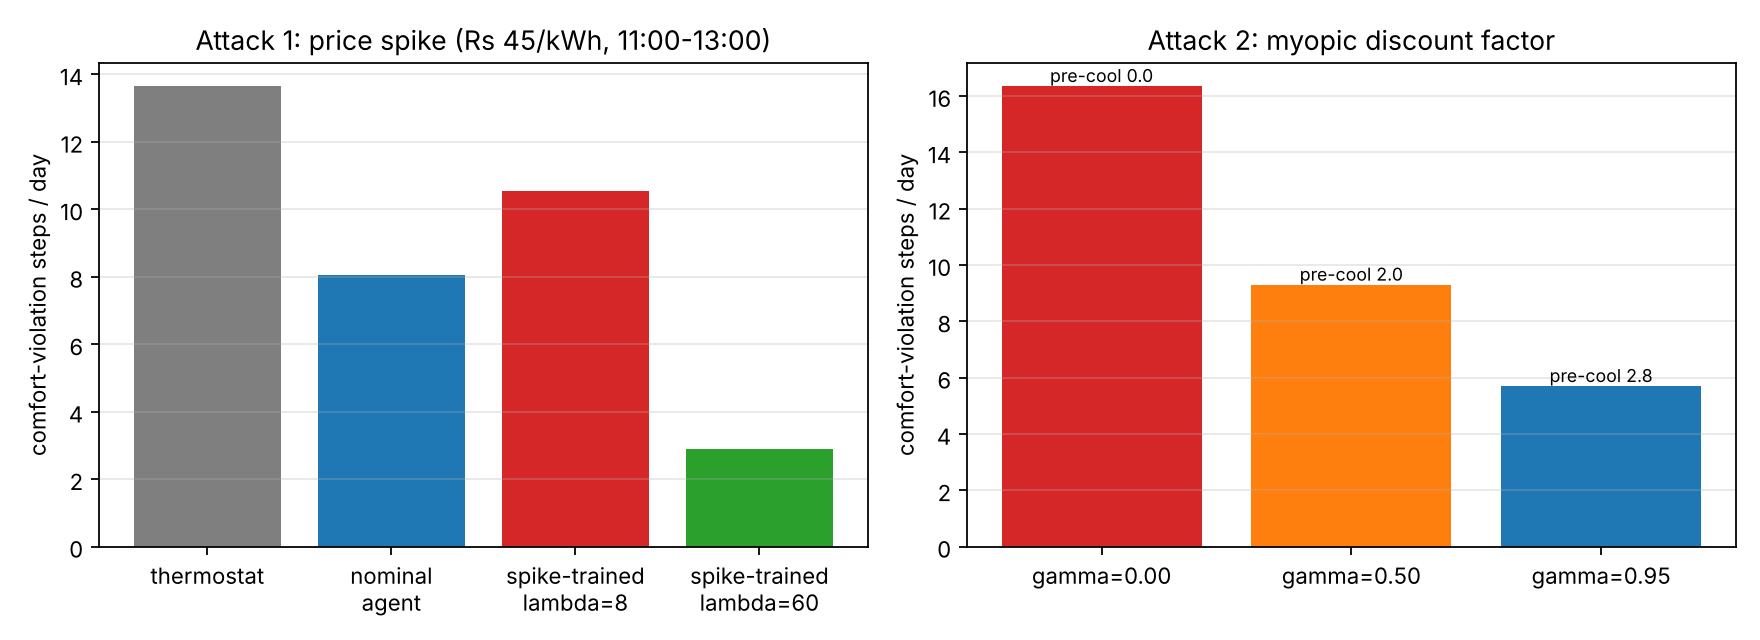 Attack 1: price spike (Rs 45/kWh, 11:00-13:00)
comfort-violation steps / day
14
12
10
8
6
4
2
0
thermostat
nominal
agent
spike-trained
lambda=8
spike-trained
lambda=60
Attack 2: myopic discount factor
comfort-violation steps / day
16
14
12
10
8
6
4
2
0
pre-cool 0.0
pre-cool 2.0
pre-cool 2.8
gamma=0.00
gamma=0.50
gamma=0.95